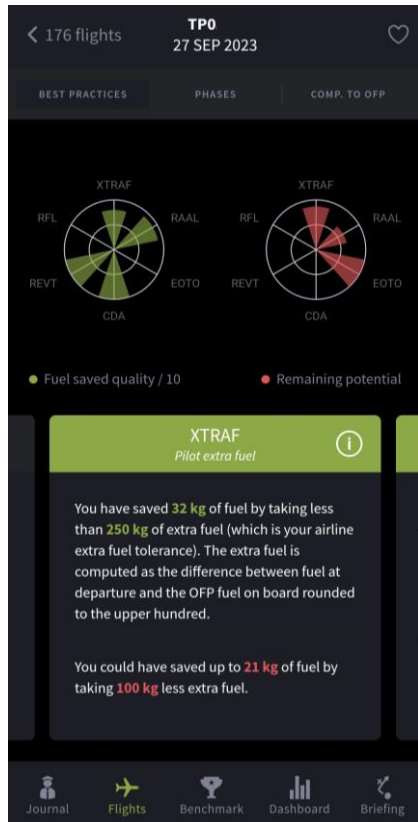 176 flights
TP0
27 SEP 2023
BEST PRACTICES
PHASES
COMP. TO OFP
XTRAF
RFL
RAAL
REVT
EOTO
CDA
XTRAF
RFL
RAAL
REVT
EOTO
CDA
Fuel saved quality / 10
Remaining potential
XTRAF
Pilot extra fuel
i
You have saved 32 kg of fuel by taking less
than 250 kg of extra fuel (which is your airline
extra fuel tolerance). The extra fuel is
computed as the difference between fuel at
departure and the OFP fuel on board rounded
to the upper hundred.
You could have saved up to 21 kg of fuel by
taking 100 kg less extra fuel.
Journal
Flights
Benchmark
Dashboard
Briefing